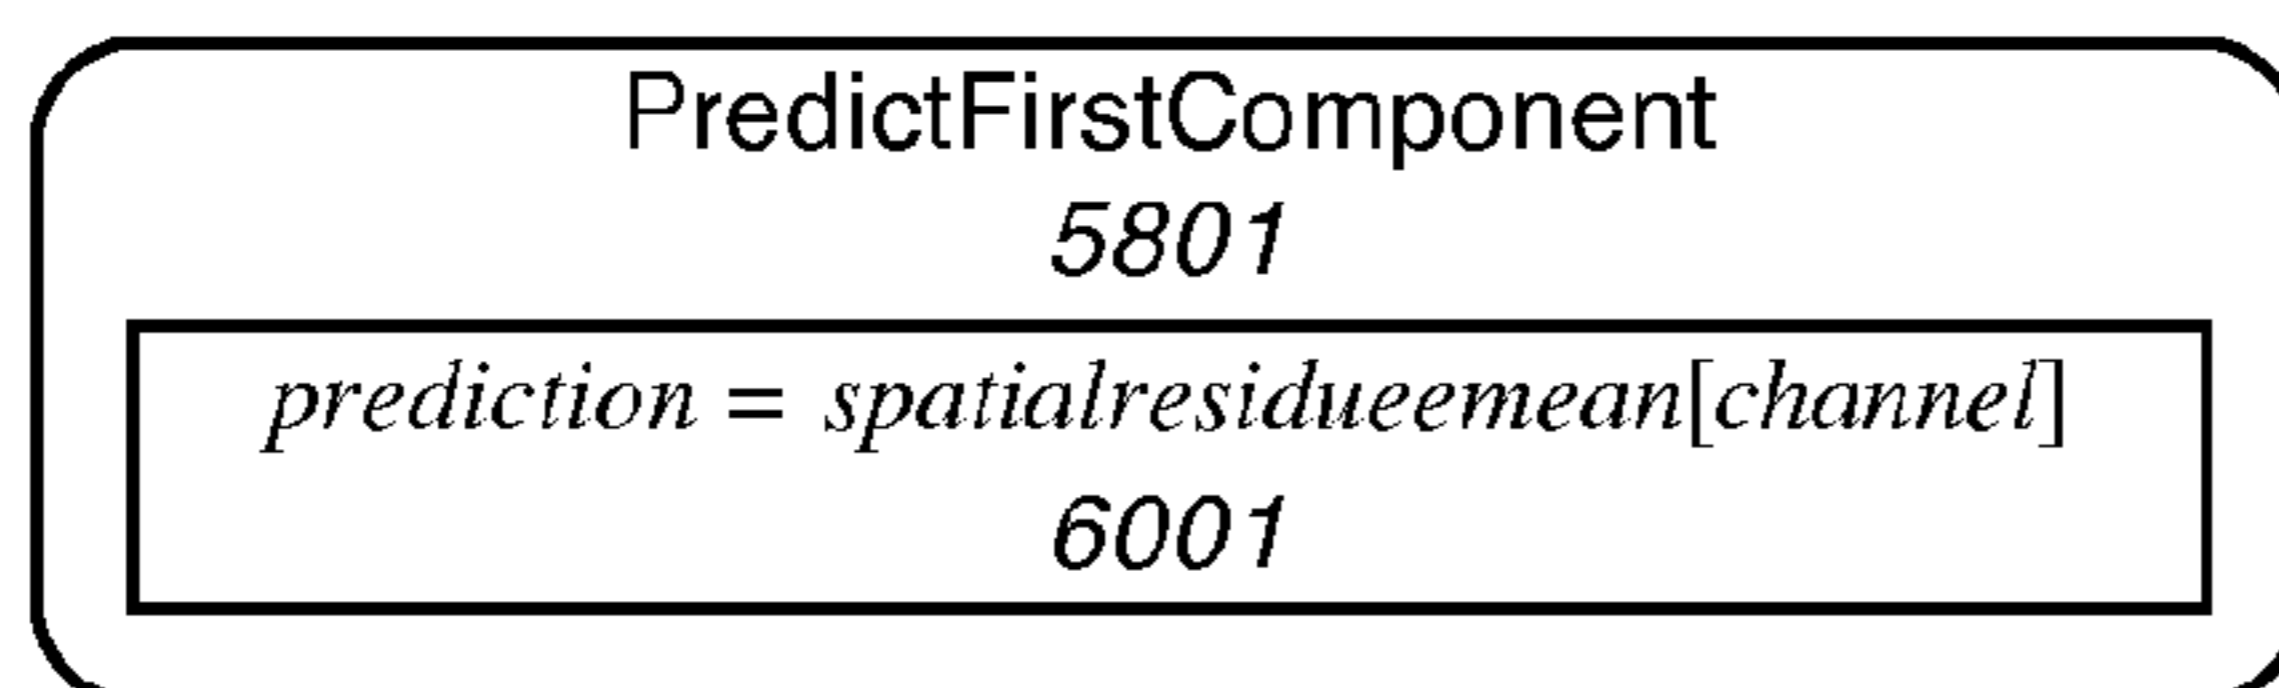 PredictFirstComponent
5801
prediction = spatialresidueemean[channel]
6001